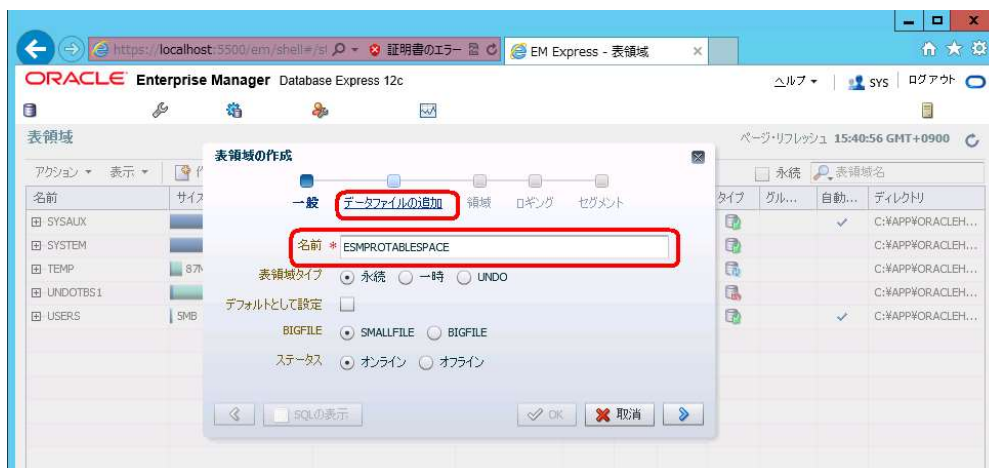 https://localhost:5500/em/shell#/st
証明書のエラー
EM Express - 表領域
ORACLE Enterprise Manager Database Express 12c
ヘルプ
SYS
ログアウト
表領域
ページ・リフレッシュ 15:40:56 GMT+0900
アクション 表示
永続 表領域名
名前
タイプ グル... 自動... ディレクトリ
SYSAUX
C:¥APP¥ORACLEH...
SYSTEM
C:¥APP¥ORACLEH...
TEMP
C:¥APP¥ORACLEH...
UNDOTBS1
C:¥APP¥ORACLEH...
USERS 5MB
C:¥APP¥ORACLEH...
表領域の作成
一般 データファイルの追加 領域 ロギング セグメント
名前 * ESMPROTABLESPACE
表領域タイプ 永続 一時 UNDO
デフォルトとして設定
BIGFILE SMALLFILE BIGFILE
ステータス オンライン オフライン
SQLの表示 OK 取消